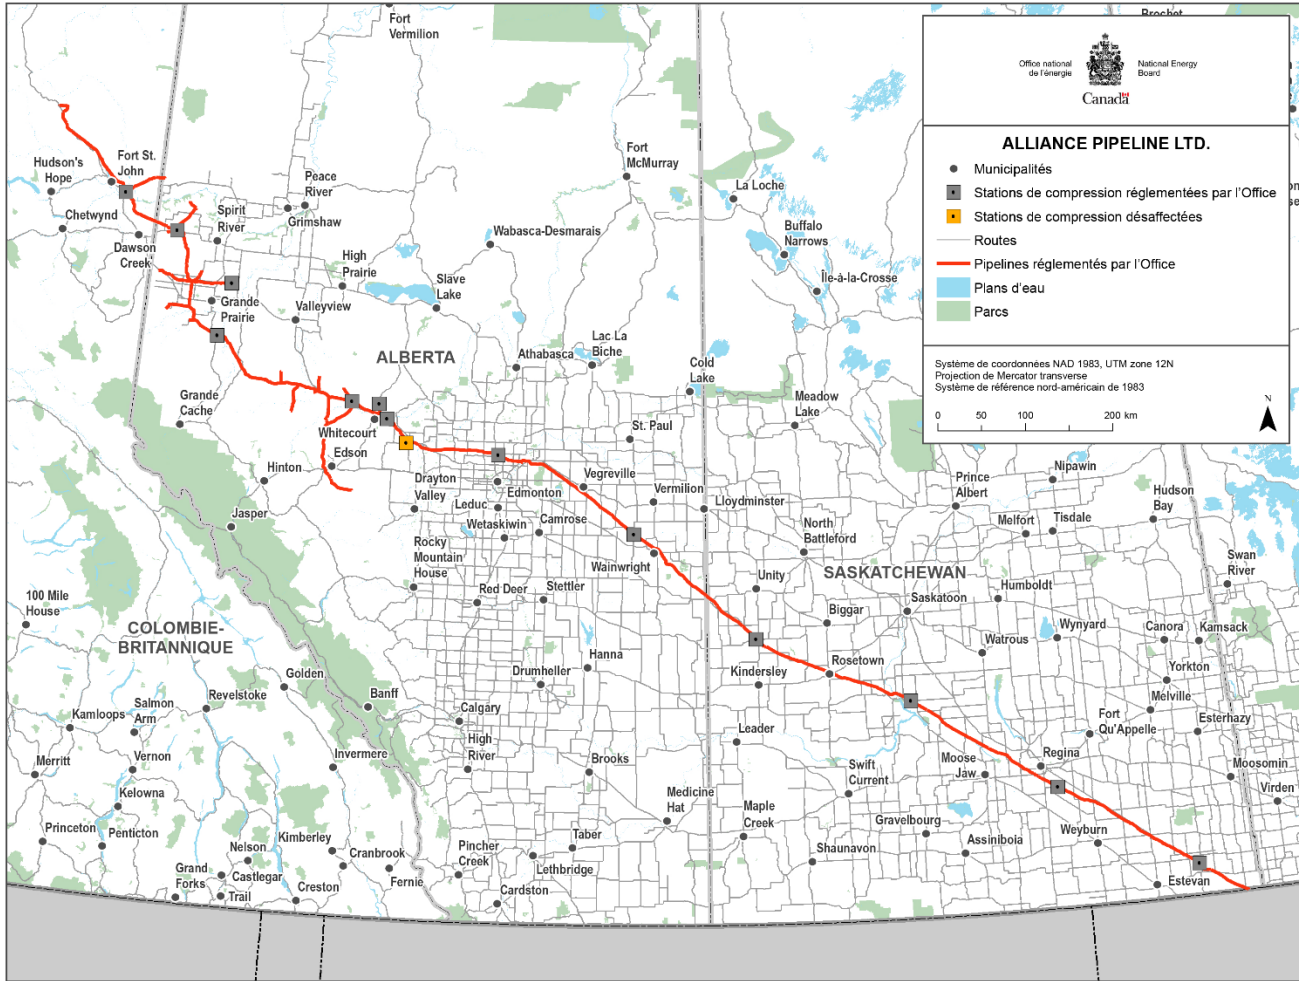 Fort
Vermilion
Brochet
Office national
de l'énergie
National Energy
Board
Canada
ALLIANCE PIPELINE LTD.
Municipalités
Stations de compression réglementées par l'Office
Stations de compression désaffectées
Routes
Pipelines réglementés par l'Office
Plans d'eau
Parcs
Système de coordonnées NAD 1983, UTM zone 12N
Projection de Mercator transverse
Système de référence nord-américain de 1983
0 50 100 200 km
N
Hudson's
Hope
Fort St.
John
Chetwynd
Dawson
Creek
Spirit
River
Peace
River
Grimshaw
High
Prairie
Grande
Prairie
Valleyview
Slave
Lake
Wabasca-Desmarais
Fort
McMurray
La Loche
Buffalo
Narrows
Île-à-la-Crosse
ALBERTA
Athabasca
Lac La
Biche
Cold
Lake
Meadow
Lake
Grande
Cache
Whitecourt
Edson
Hinton
St. Paul
Drayton
Valley
Edmonton
Leduc
Vegreville
Vermilion
Lloydminster
Wetaskiwin
Camrose
Jasper
Rocky
Mountain
House
Wainwright
North
Battleford
Prince
Albert
Nipawin
Melfort
Tisdale
Hudson
Bay
Swan
River
Red Deer
Stettler
Unity
SASKATCHEWAN
Humboldt
Biggar
Saskatoon
100 Mile
House
COLOMBIE-
BRITANNIQUE
Watrous
Wynyard
Canora
Kamsack
Hanna
Drumheller
Kindersley
Rosetown
Yorkton
Melville
Golden
Banff
Revelstoke
Salmon
Arm
Kamloops
Calgary
High
River
Leader
Fort
Qu'Appelle
Esterhazy
Merritt
Vernon
Invermere
Brooks
Swift
Current
Moose
Jaw
Regina
Moosomin
Virden
Kelowna
Medicine
Hat
Maple
Creek
Gravelbourg
Weyburn
Princeton
Penticton
Kimberley
Nelson
Cranbrook
Pincher
Creek
Taber
Lethbridge
Shaunavon
Assiniboia
Grand
Forks
Castlegar
Trail
Creston
Fernie
Cardston
Estevan